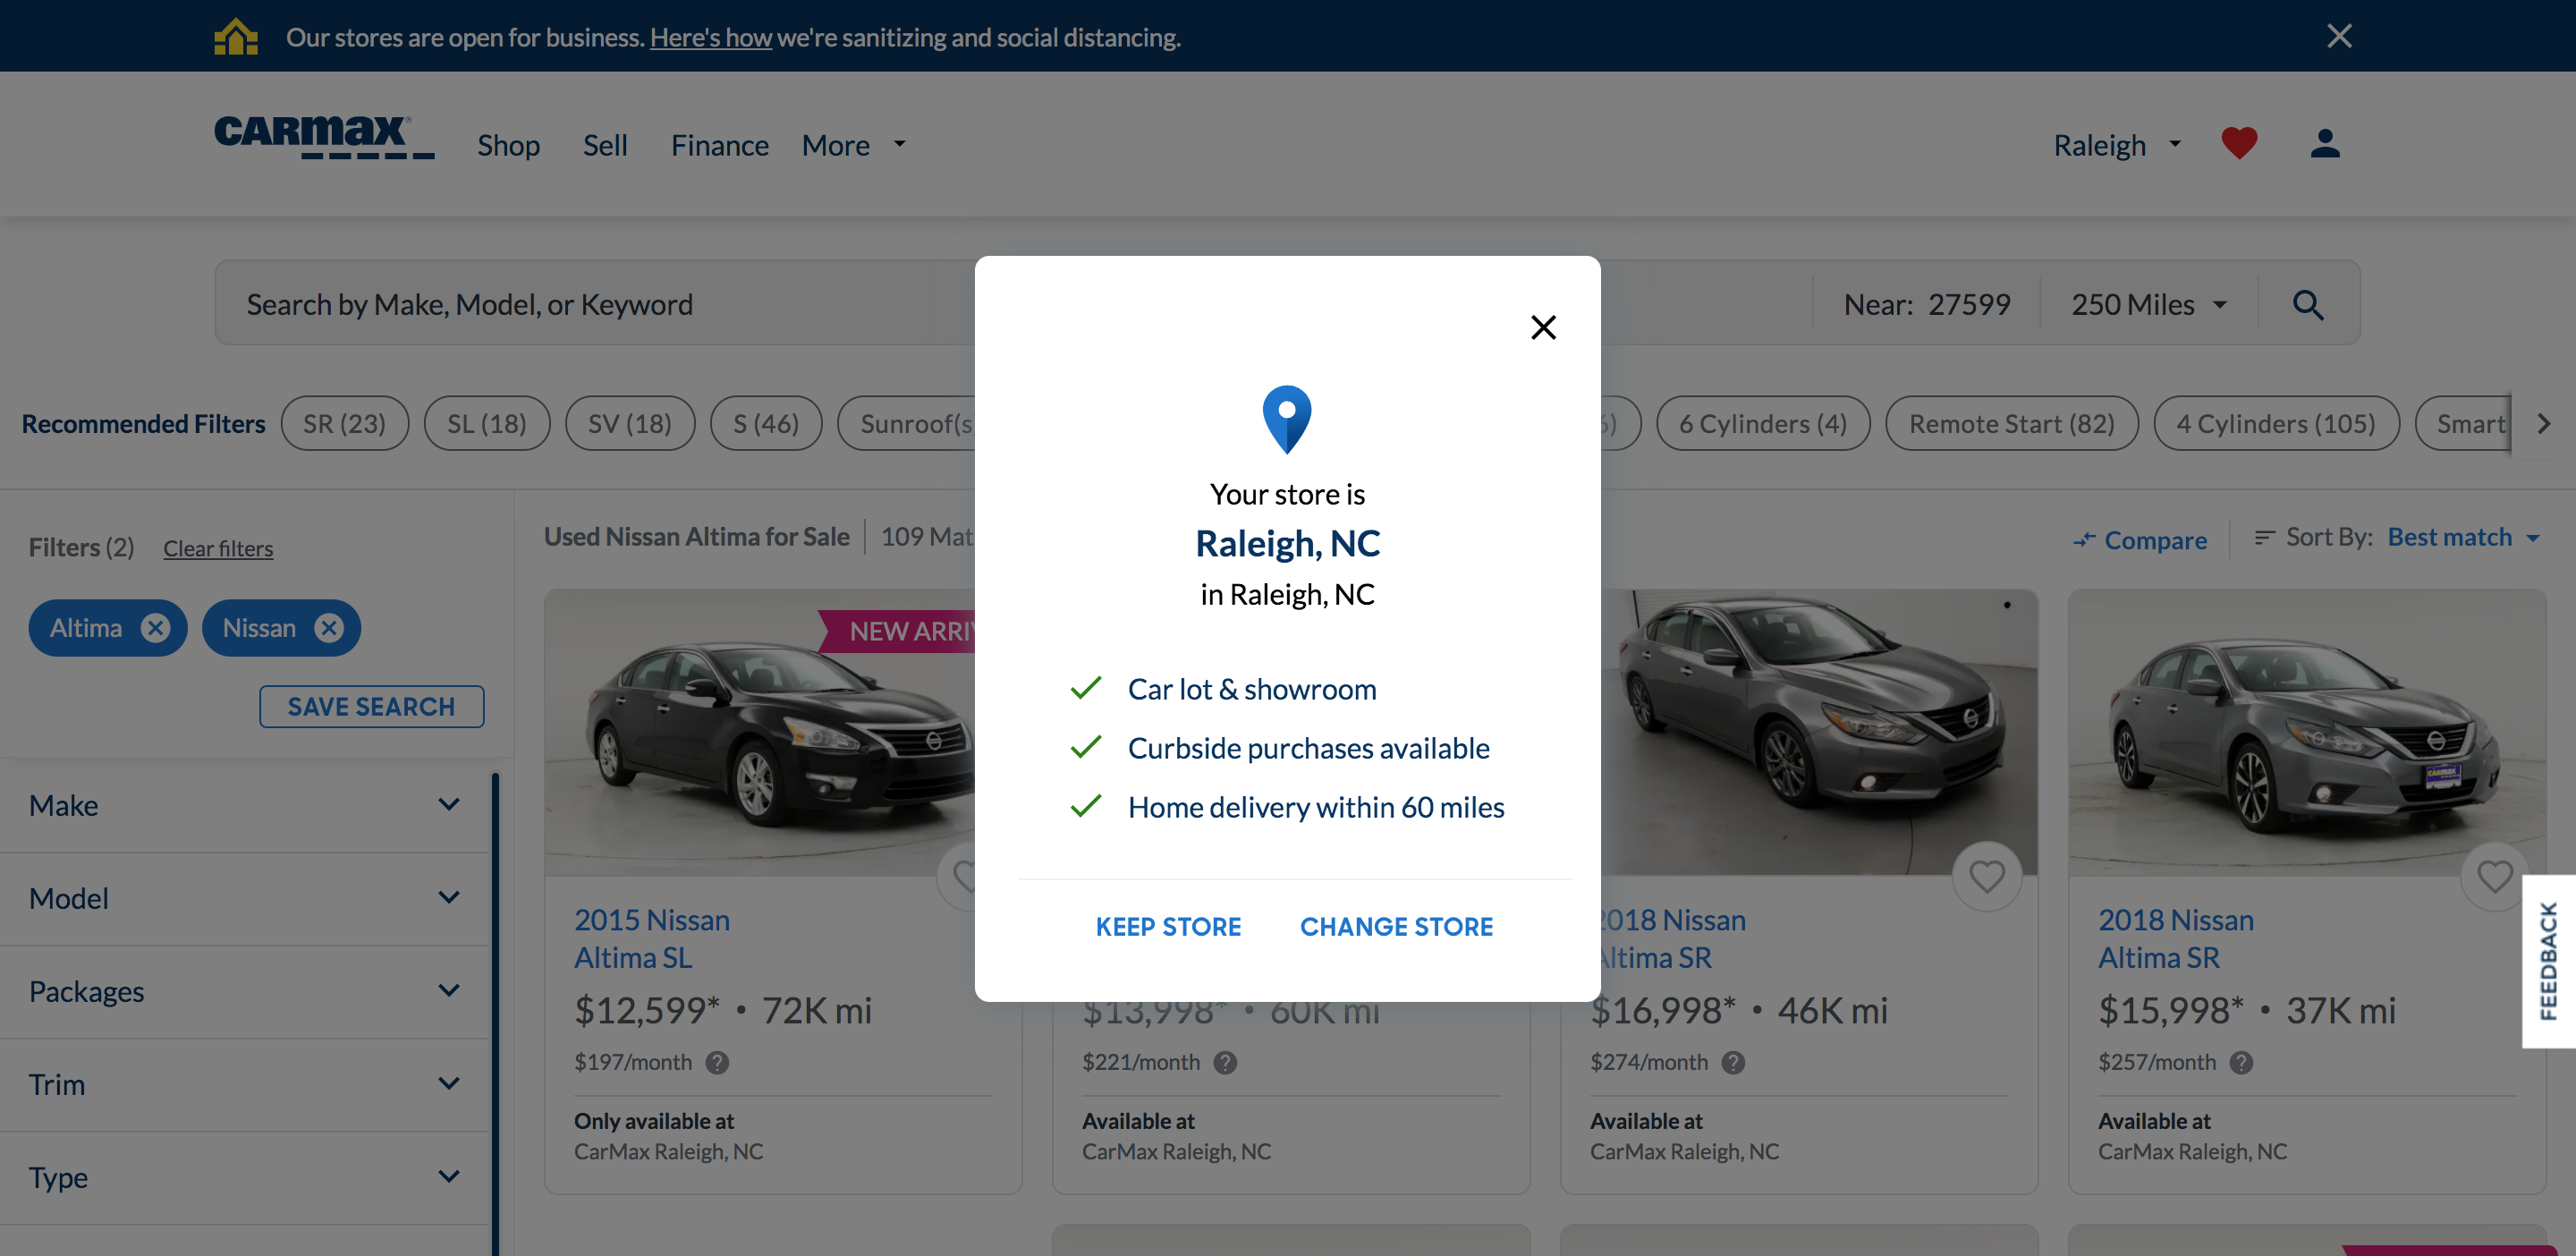 Our stores are open for business. Here's how we're sanitizing and social distancing.
CARMAX
Shop Sell Finance More
Raleigh
Search by Make, Model, or Keyword
Near: 27599
250 Miles
Recommended Filters
SR (23)
SL (18)
SV (18)
S (46)
Sunroof(s
6 Cylinders (4)
Remote Start (82)
4 Cylinders (105)
Smart
Filters (2)
Clear filters
Altima
Nissan
SAVE SEARCH
Make
Model
Packages
Trim
Type
Used Nissan Altima for Sale
109 Mat
Compare
Sort By: Best match
NEW ARRIV
2015 Nissan
Altima SL
$12,599* • 72K mi
$197/month
Only available at
CarMax Raleigh, NC
$13,998* • 60K mi
$221/month
Available at
CarMax Raleigh, NC
2018 Nissan
Altima SR
$16,998* • 46K mi
$274/month
Available at
CarMax Raleigh, NC
CARMAX
2018 Nissan
Altima SR
$15,998* • 37K mi
$257/month
Available at
CarMax Raleigh, NC
Your store is
Raleigh, NC
in Raleigh, NC
Car lot & showroom
Curbside purchases available
Home delivery within 60 miles
KEEP STORE
CHANGE STORE
FEEDBACK